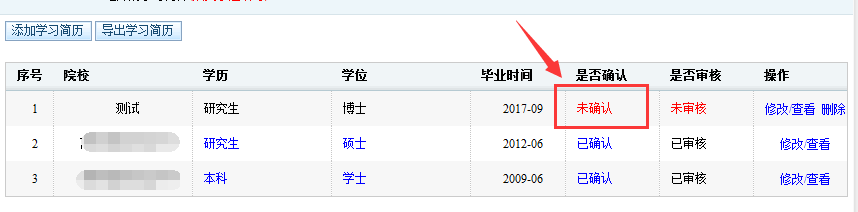 添加学习简历 导出学习简历
序号 院校 学历 学位 毕业时间 是否确认 是否审核 操作
1 测试 研究生 博士 2017-09 未确认 未审核 修改/查看 删除
2 研究生 硕士 2012-06 已确认 已审核 修改/查看
3 本科 学士 2009-06 已确认 已审核 修改/查看